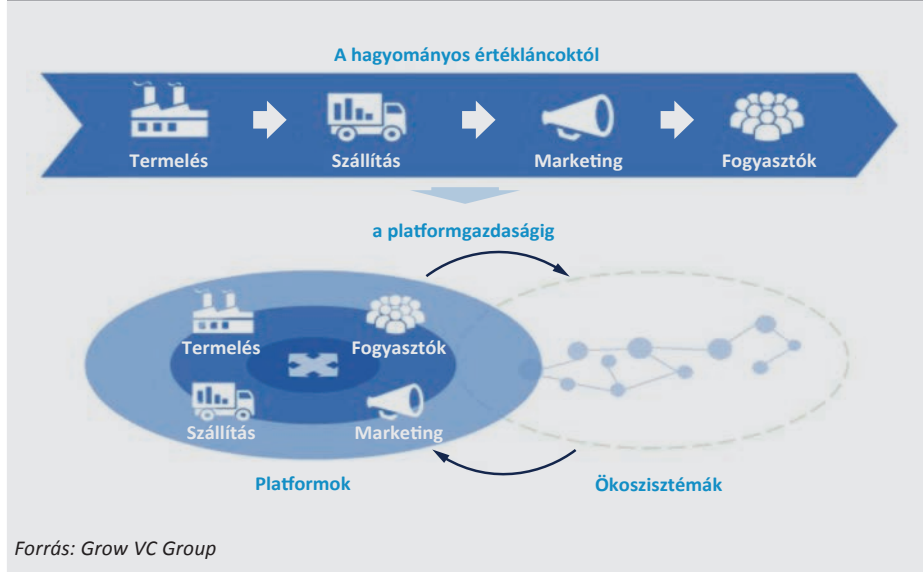 A hagyományos értékláncoktól
Termelés
Szállítás
Marketing
Fogyasztók
a platformgazdaságig
Termelés
Fogyasztók
Szállítás
Marketing
Platformok
Ökoszisztémák
Forrás: Grow VC Group